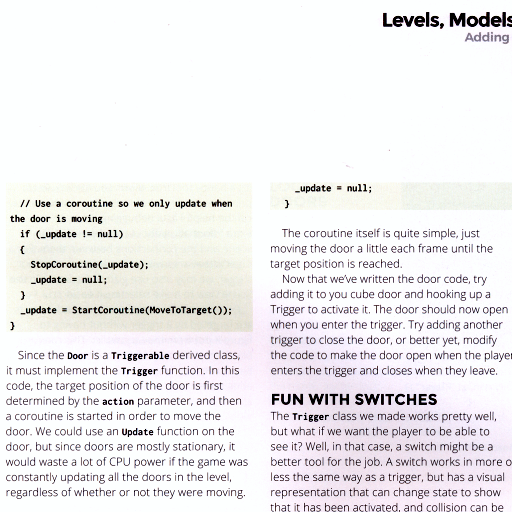 Levels, Models
Adding
// Use a coroutine so we only update when
the door is moving
if (_update != null)
{
StopCoroutine(_update);
_update = null;
}
_update = StartCoroutine(MoveToTarget());
}
Since the Door is a Triggerable derived class,
it must implement the Trigger function. In this
code, the target position of the door is first
determined by the action parameter, and then
a coroutine is started in order to move the
door. We could use an Update function on the
door, but since doors are mostly stationary, it
would waste a lot of CPU power if the game was
constantly updating all the doors in the level,
regardless of whether or not they were moving.
_update = null;
}
The coroutine itself is quite simple, just
moving the door a little each frame until the
target position is reached.
Now that we've written the door code, try
adding it to you cube door and hooking up a
Trigger to activate it. The door should now open
when you enter the trigger. Try adding another
trigger to close the door, or better yet, modify
the code to make the door open when the player
enters the trigger and closes when they leave.
FUN WITH SWITCHES
The Trigger class we made works pretty well,
but what if we want the player to be able to
see it? Well, in that case, a switch might be a
better tool for the job. A switch works in more o
less the same way as a trigger, but has a visual
representation that can change state to show
that it has been activated, and collision can be